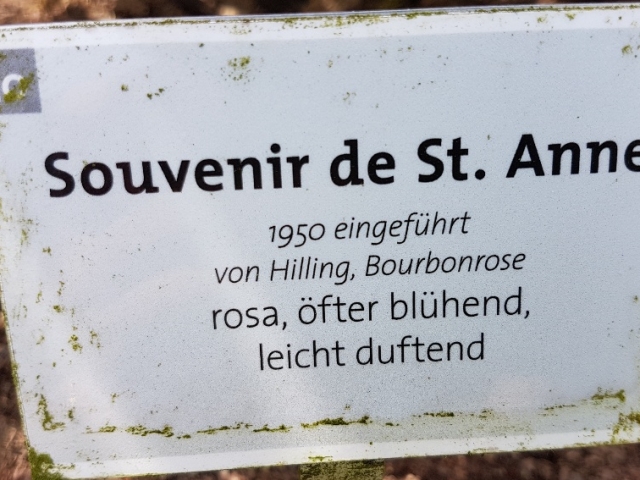 Souvenir de St. Anne
1950 eingeführt
von Hilling, Bourbonrose
rosa, öfter blühend,
leicht duftend